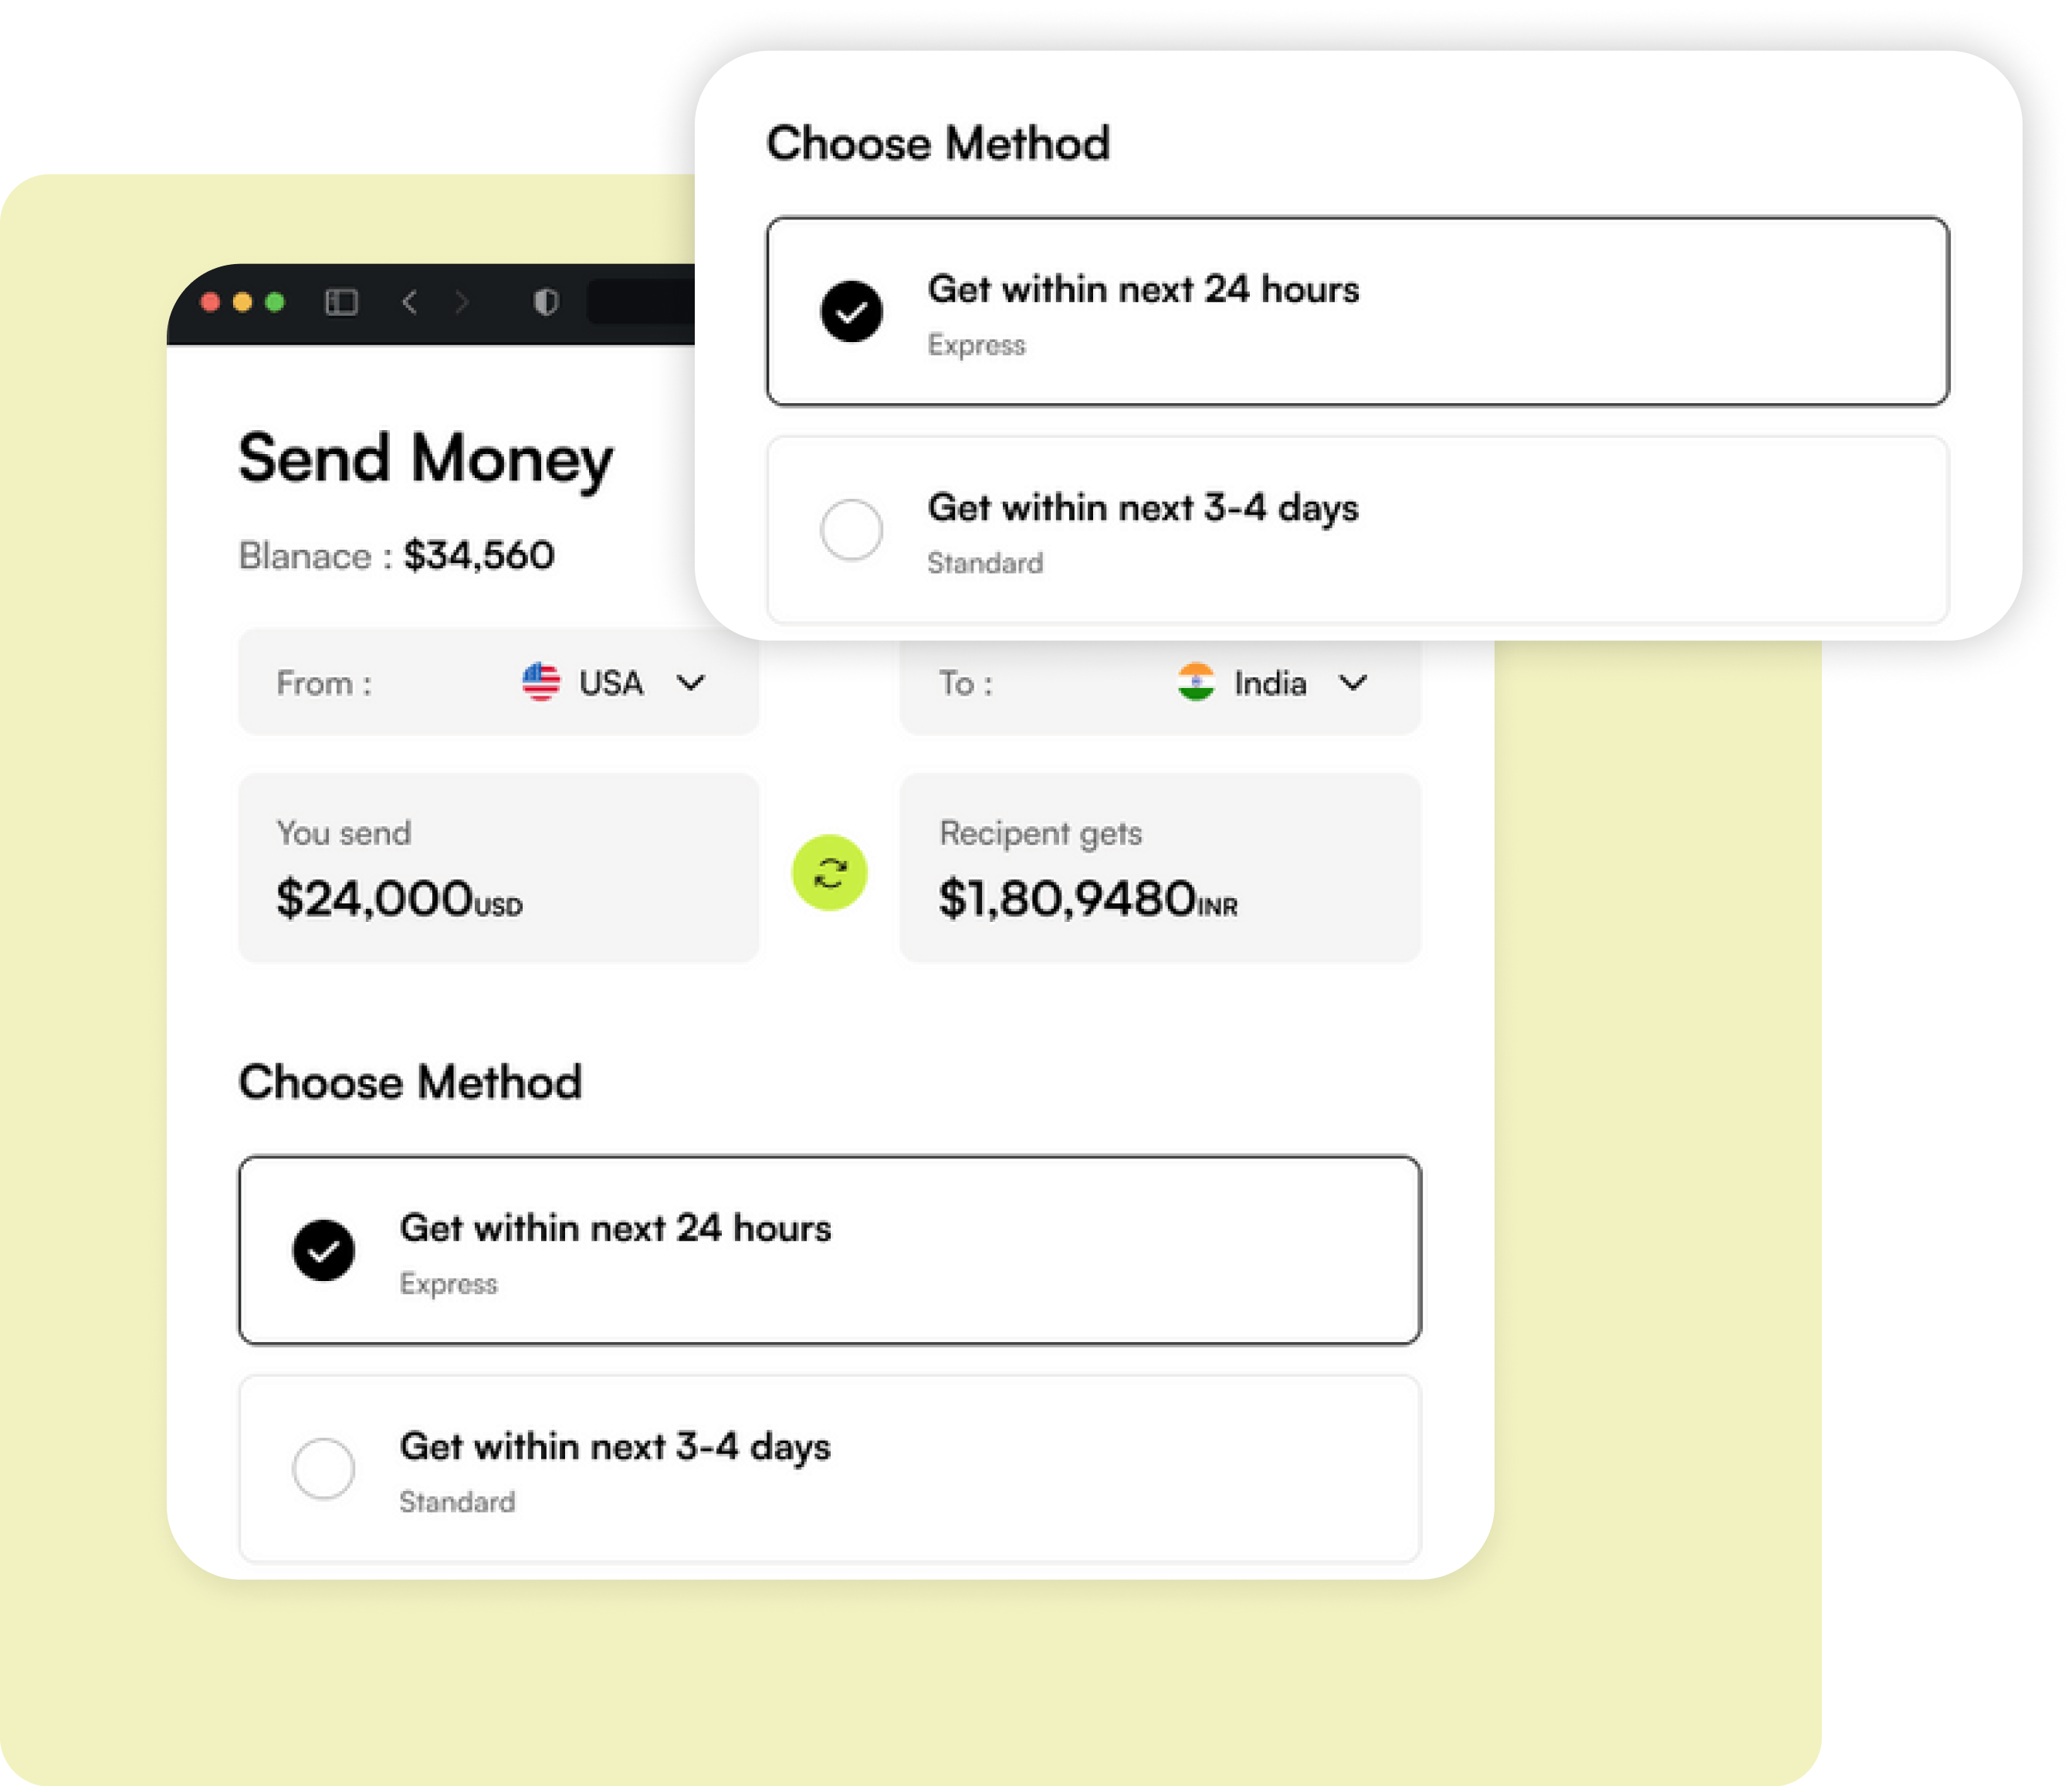 Choose Method
Get within next 24 hours
Express
Get within next 3-4 days
Standard
Send Money
Blanace : $34,560
From : USA
To : India
You send
$24,000USD
Recipent gets
$1,80,9480INR
Choose Method
Get within next 24 hours
Express
Get within next 3-4 days
Standard